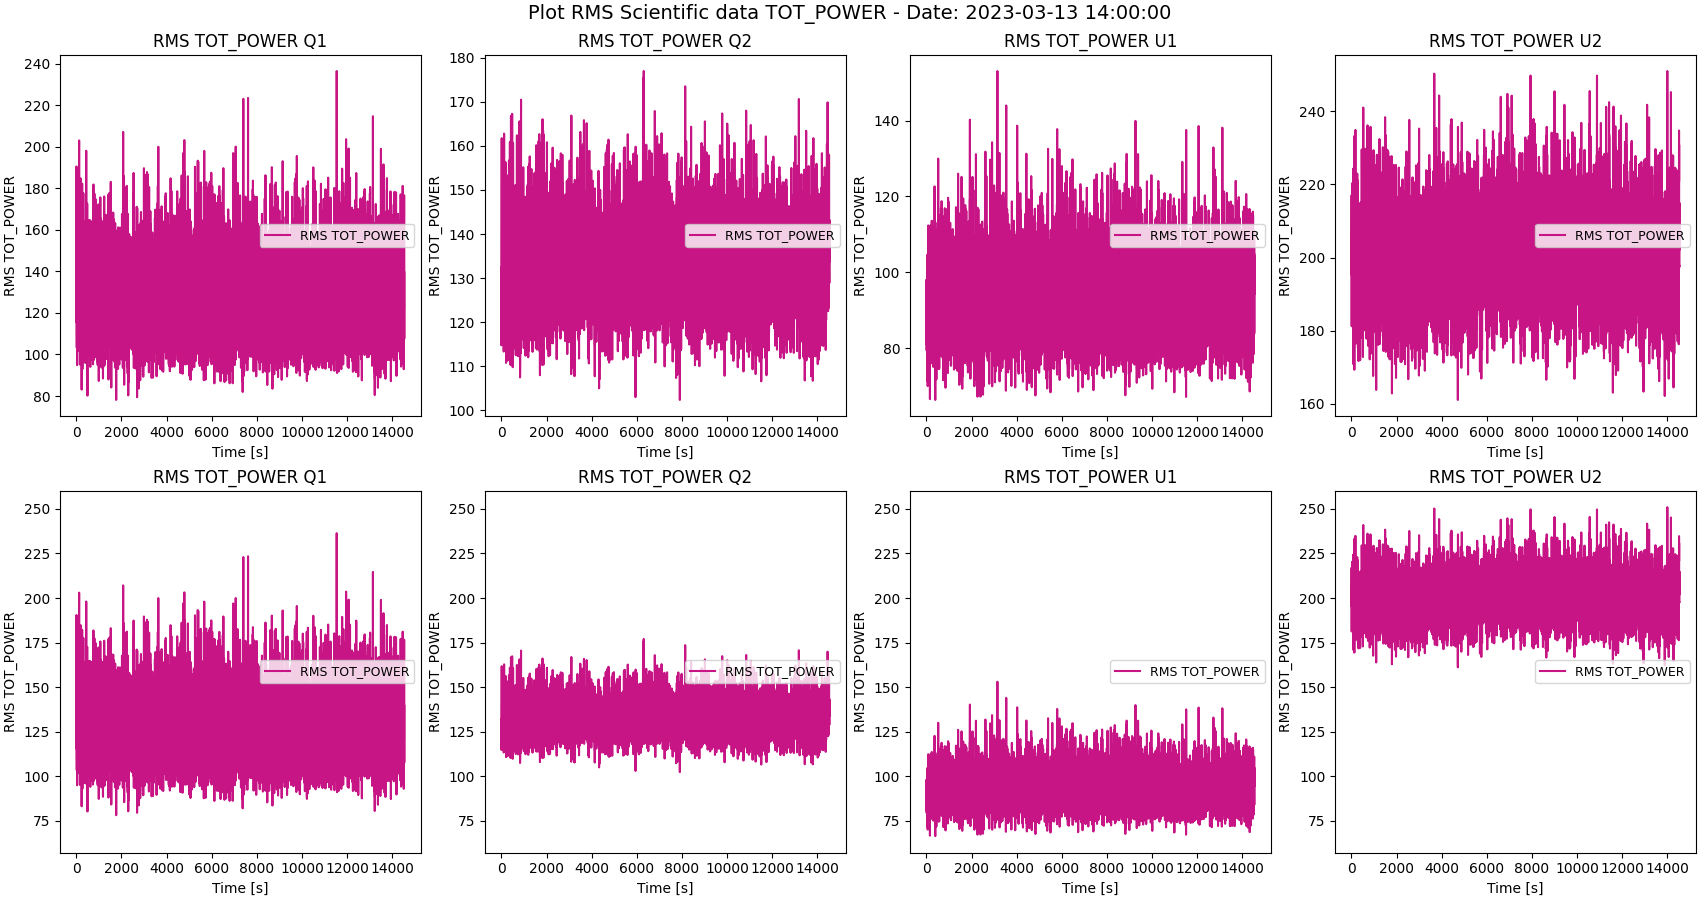 Plot RMS Scientific data TOT_POWER - Date: 2023-03-13 14:00:00
RMS TOT_POWER Q1
RMS TOT_POWER
240
220
200
180
160
140
120
100
80
RMS TOT_POWER
0 2000 4000 6000 8000 10000 12000 14000
Time [s]
RMS TOT_POWER Q2
RMS TOT_POWER
180
170
160
150
140
130
120
110
100
RMS TOT_POWER
0 2000 4000 6000 8000 10000 12000 14000
Time [s]
RMS TOT_POWER U1
RMS TOT_POWER
140
120
100
80
RMS TOT_POWER
0 2000 4000 6000 8000 10000 12000 14000
Time [s]
RMS TOT_POWER U2
RMS TOT_POWER
240
220
200
180
160
RMS TOT_POWER
0 2000 4000 6000 8000 10000 12000 14000
Time [s]
RMS TOT_POWER Q1
RMS TOT_POWER
250
225
200
175
150
125
100
75
RMS TOT_POWER
0 2000 4000 6000 8000 10000 12000 14000
Time [s]
RMS TOT_POWER Q2
RMS TOT_POWER
250
225
200
175
150
125
100
75
RMS TOT_POWER
0 2000 4000 6000 8000 10000 12000 14000
Time [s]
RMS TOT_POWER U1
RMS TOT_POWER
250
225
200
175
150
125
100
75
RMS TOT_POWER
0 2000 4000 6000 8000 10000 12000 14000
Time [s]
RMS TOT_POWER U2
RMS TOT_POWER
250
225
200
175
150
125
100
75
RMS TOT_POWER
0 2000 4000 6000 8000 10000 12000 14000
Time [s]